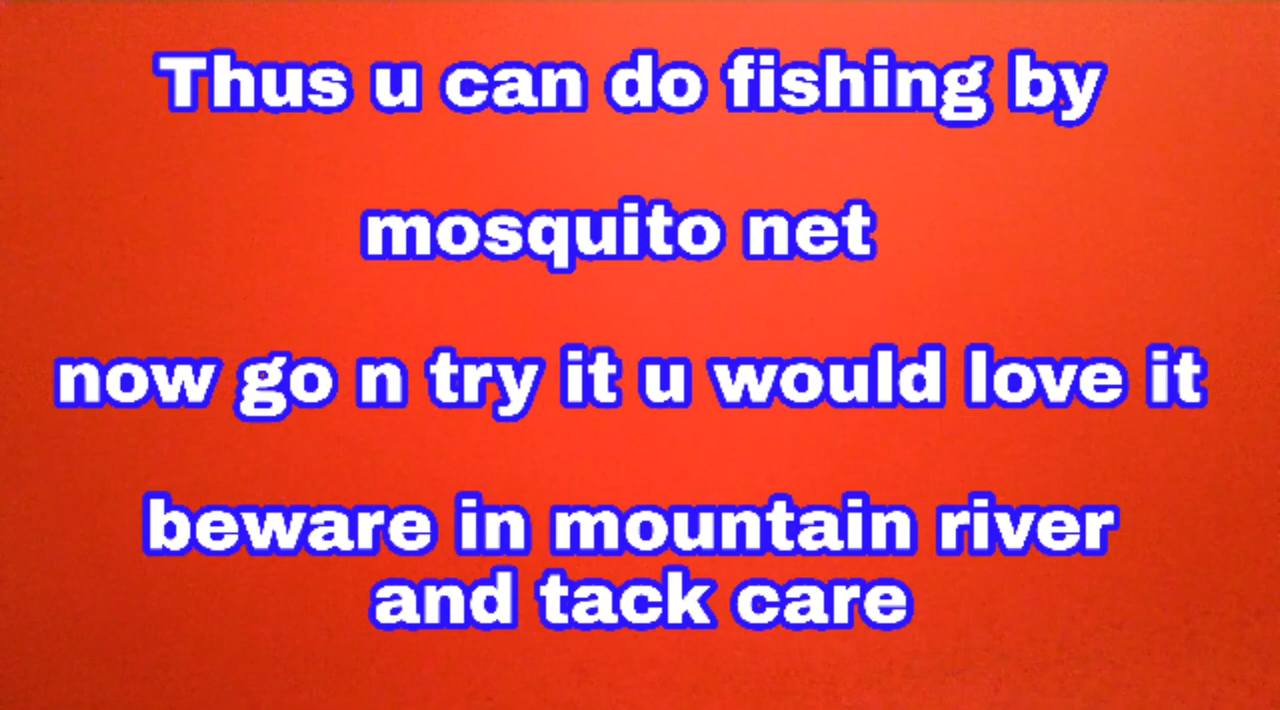 Thus u can do fishing by
mosquito net
now go n try it u would love it
beware in mountain river
and tack care